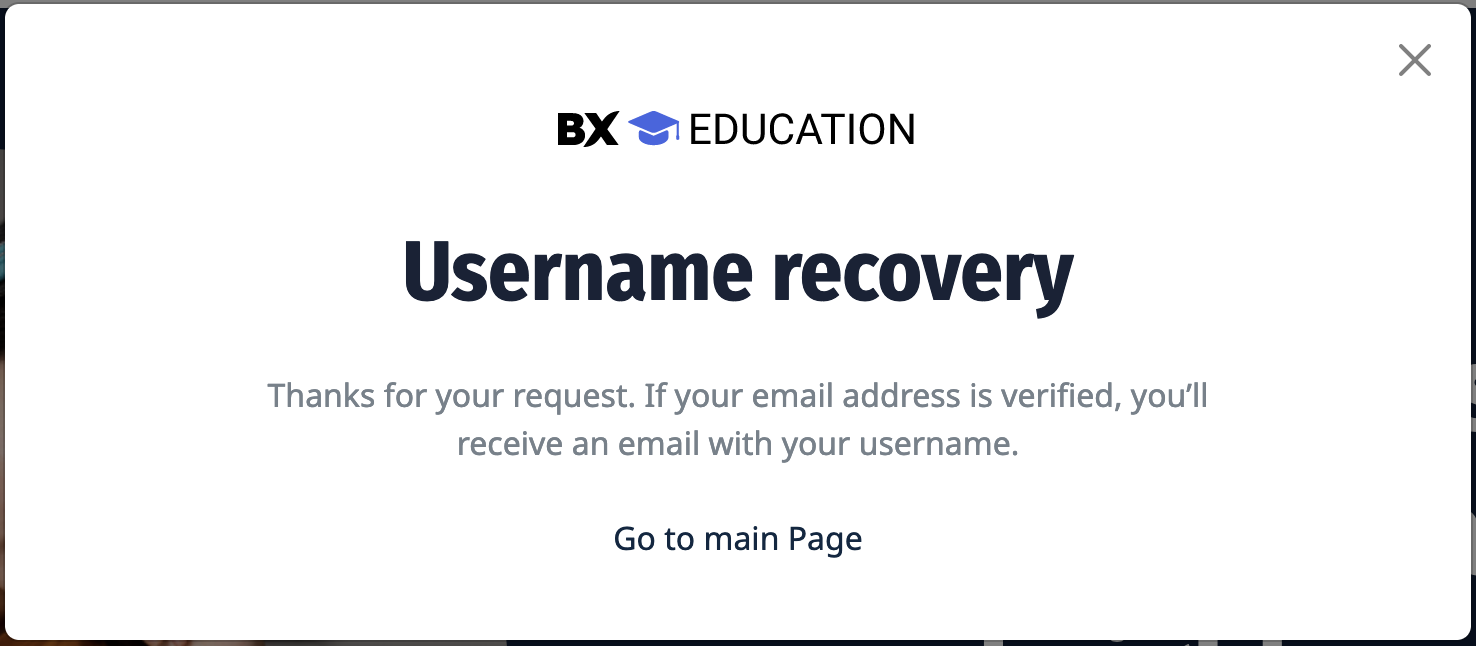 BX EDUCATION
Username recovery
Thanks for your request. If your email address is verified, you’ll
receive an email with your username.
Go to main Page